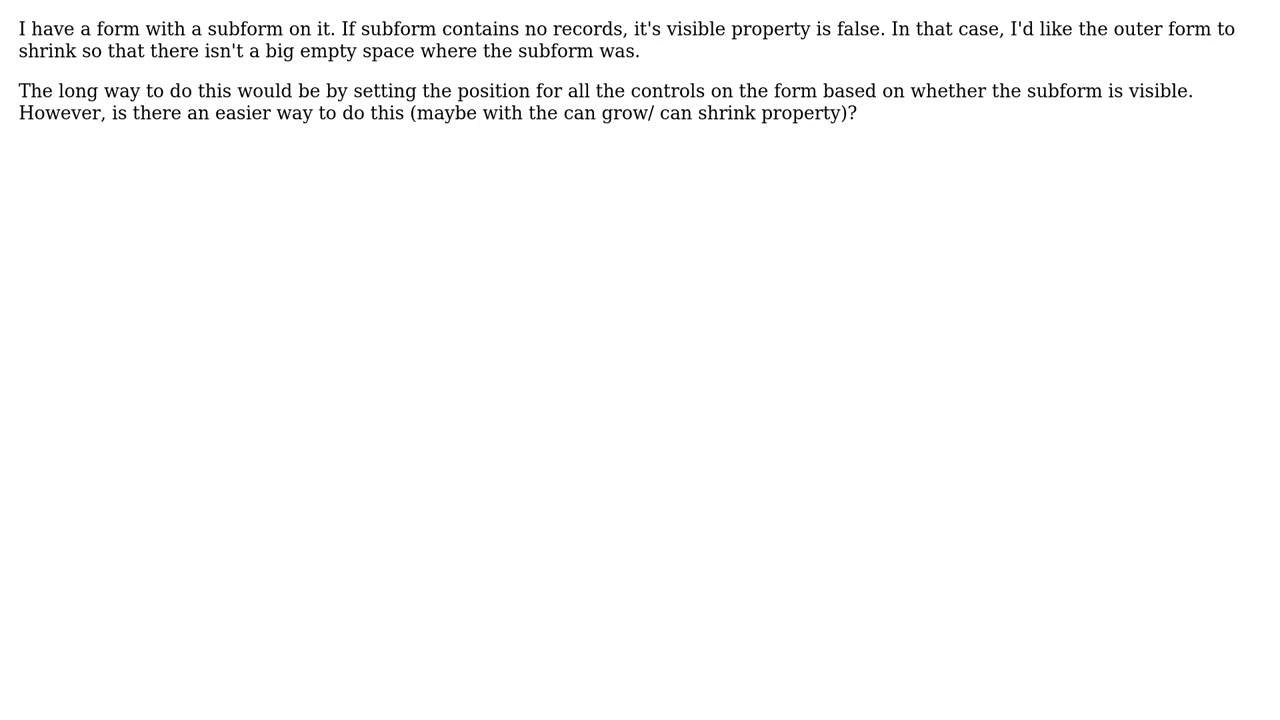 I have a form with a subform on it. If subform contains no records, it's visible property is false. In that case, I'd like the outer form to
shrink so that there isn't a big empty space where the subform was.
The long way to do this would be by setting the position for all the controls on the form based on whether the subform is visible.
However, is there an easier way to do this (maybe with the can grow/ can shrink property)?